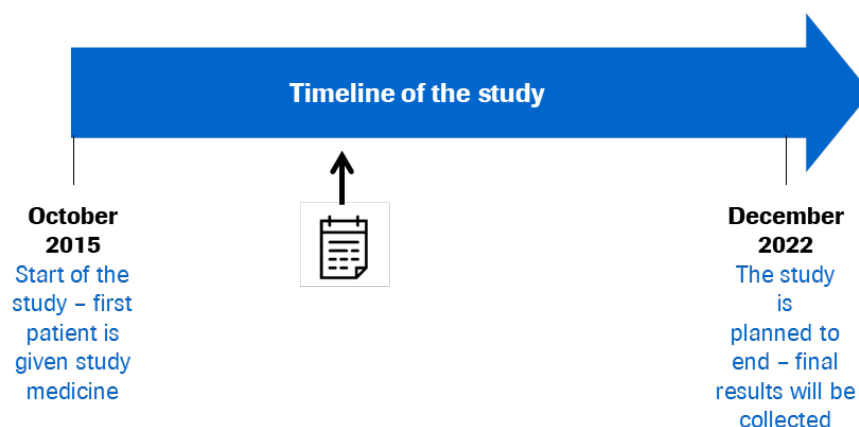 Timeline of the study
October
2015
Start of the
study – first
patient is
given study
medicine
December
2022
The study
is
planned to
end – final
results will be
collected